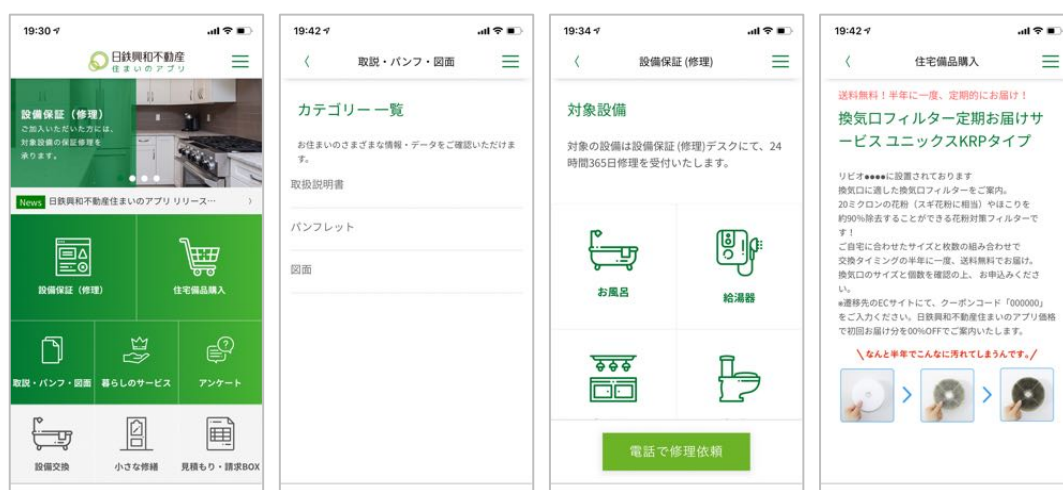 19:30
日鉄興和不動産
住まいのアプリ
設備保証（修理）
ご加入いただいた方には、
対象設備の保証修理を
承ります。
News 日鉄興和不動産住まいのアプリ リリース…
設備保証（修理）
住宅備品購入
取説・パンフ・図面
暮らしのサービス
アンケート
設備交換
小さな修繕
見積もり・請求BOX
19:42
取説・パンフ・図面
カテゴリー 一覧
お住まいのさまざまな情報・データをご確認いただけま
す。
取扱説明書
パンフレット
図面
19:34
設備保証 (修理)
対象設備
対象の設備は設備保証 (修理)デスクにて、24
時間365日修理を受付いたします。
お風呂
給湯器
電話で修理依頼
19:42
住宅備品購入
送料無料！半年に一度、定期的にお届け！
換気口フィルター定期お届けサ
ービス ユニックスKRPタイプ
リビオ●●●●に設置されております
換気口に適した換気口フィルターをご案内。
20ミクロンの花粉（スギ花粉に相当）やほこりを
約90%除去することができる花粉対策フィルターで
す！
ご自宅に合わせたサイズと枚数の組み合わせで
交換タイミングの半年に一度、送料無料でお届け。
換気口のサイズと個数を確認の上、お申込みくださ
い。
※遷移先のECサイトにて、クーポンコード「000000」
をご入力ください。日鉄興和不動産住まいのアプリ価格
で初回お届け分を00%OFFでご案内いたします。
＼なんと半年でこんなに汚れてしまうんです。／